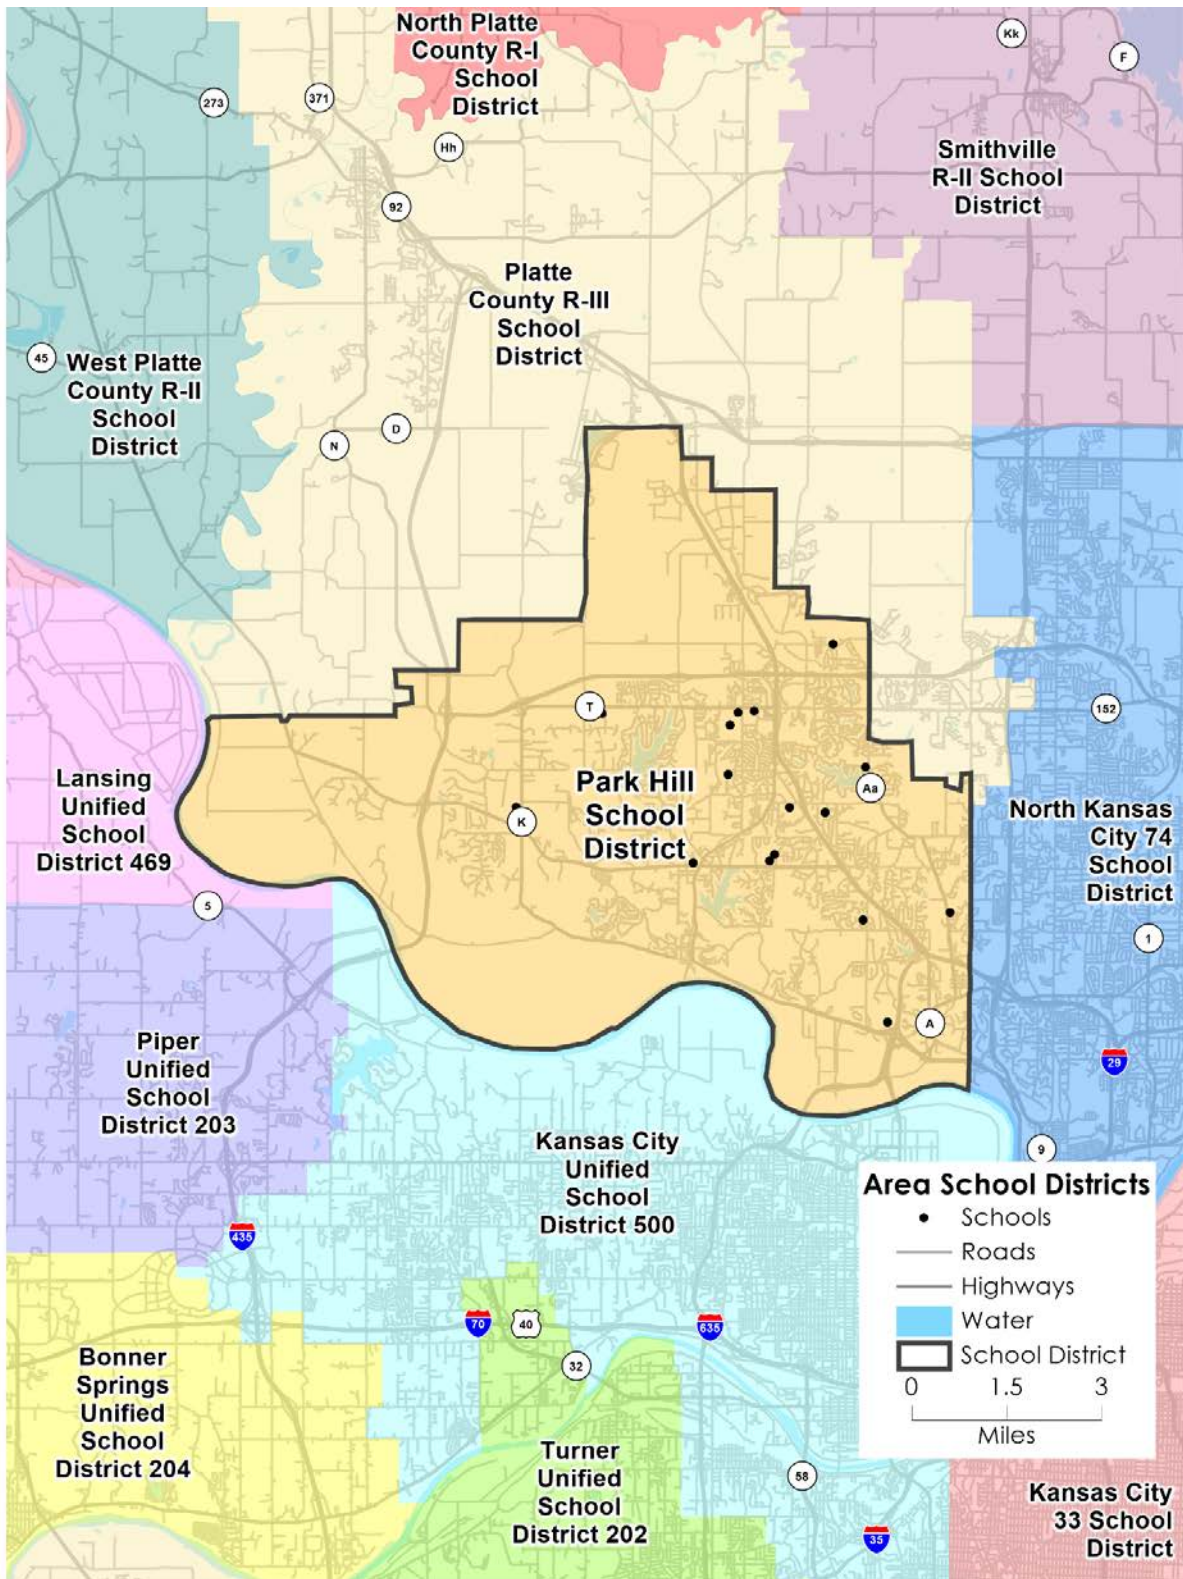 North Platte
County R-I
School
District
Kk
F
273
371
Hh
Smithville
R-II School
District
92
Platte
County R-III
School
District
45
West Platte
County R-II
School
District
D
N
T
152
Lansing
Unified
School
District 469
Park Hill
School
District
Aa
K
North Kansas
City 74
School
District
5
1
A
Piper
Unified
School
District 203
29
Kansas City
Unified
School
District 500
9
Area School Districts
Schools
Roads
Highways
Water
School District
0 1.5 3
Miles
435
70
40
635
32
Bonner
Springs
Unified
School
District 204
Turner
Unified
School
District 202
58
35
Kansas City
33 School
District